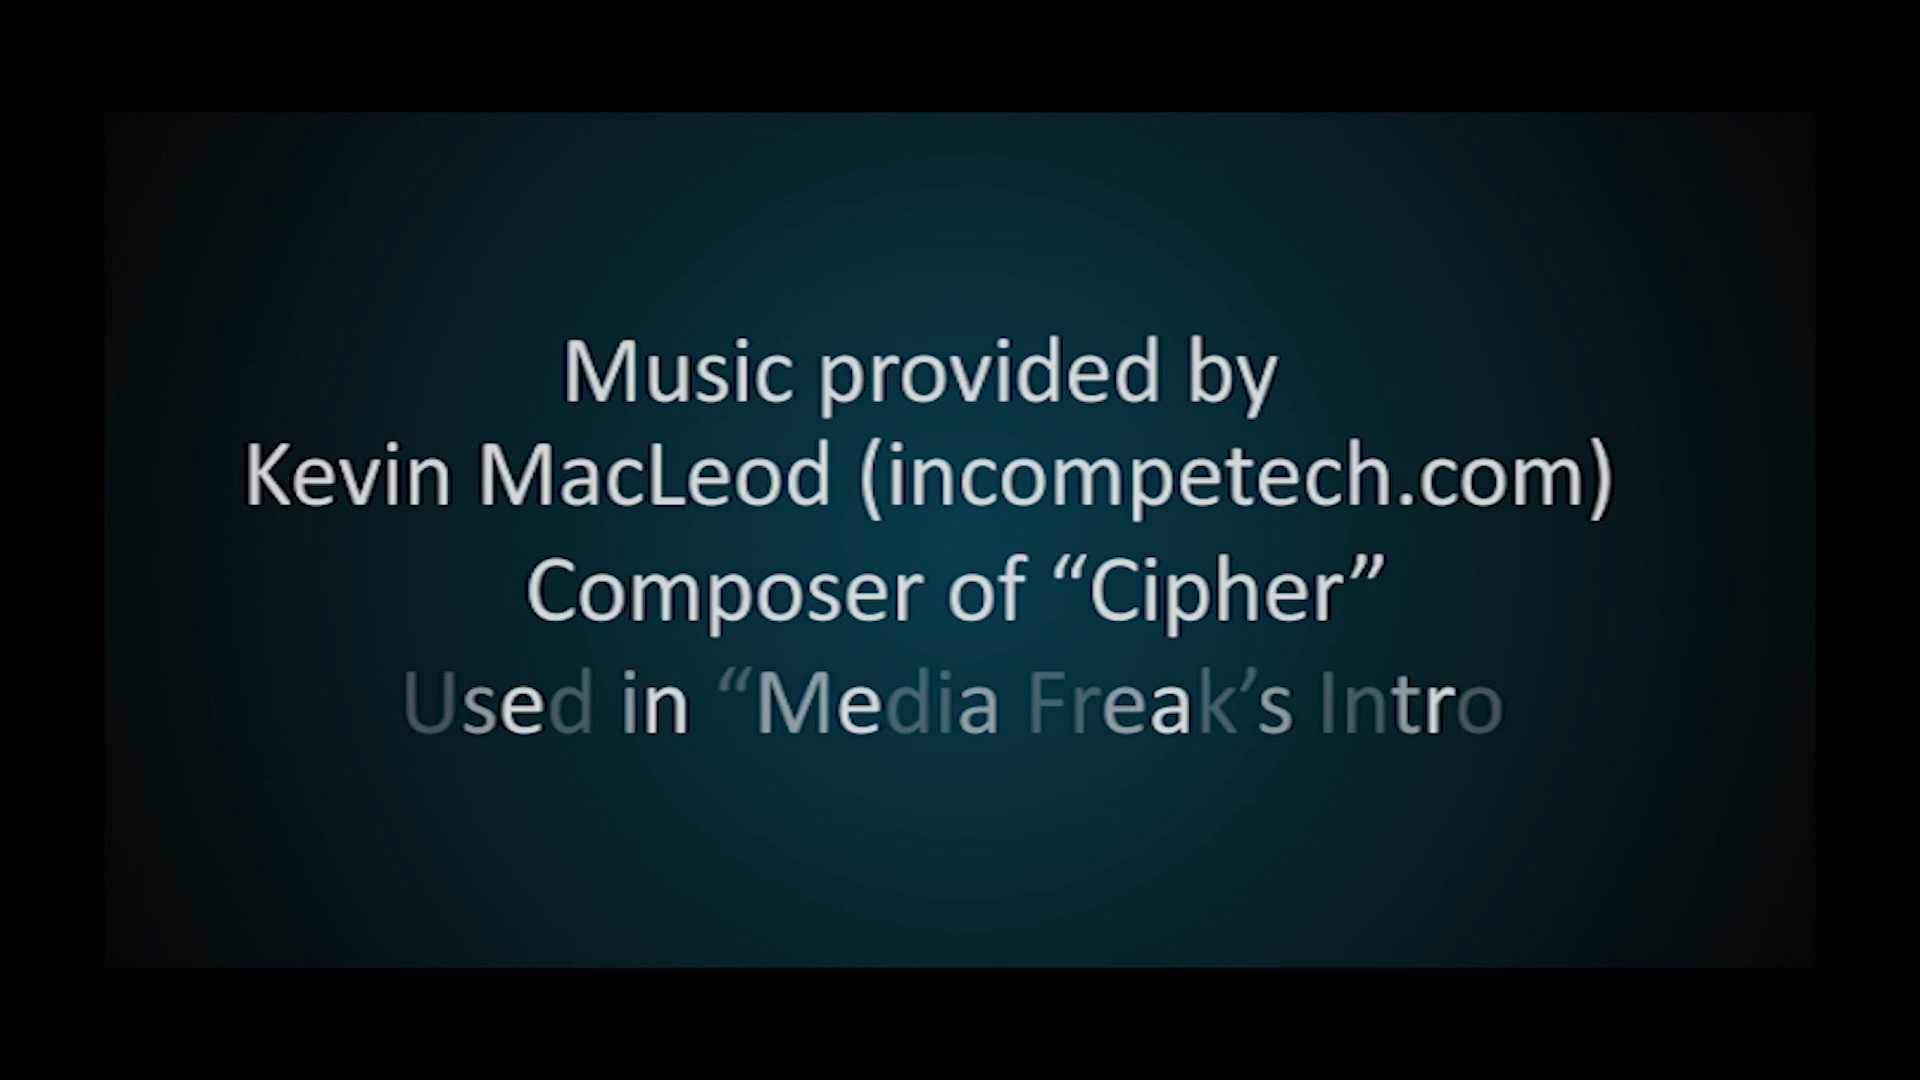 Music provided by
Kevin MacLeod (incompetech.com)
Composer of “Cipher”
Used in “Media Freak’s Intro